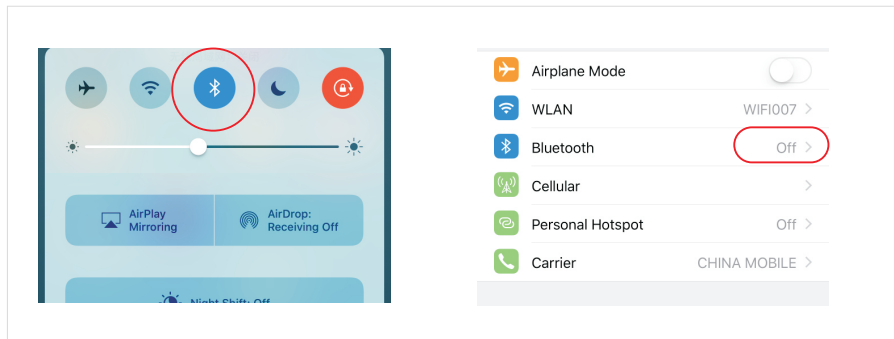 AirPlay
Mirroring
AirDrop:
Receiving Off
Night Shift: Off
Airplane Mode
WLAN
WIFI007
Bluetooth
Off
Cellular
Personal Hotspot
Off
Carrier
CHINA MOBILE